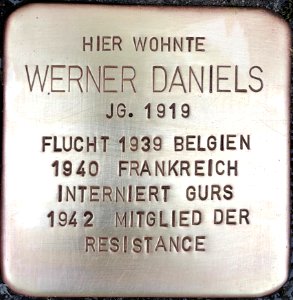 HIER WOHNTE
WERNER DANIELS
JG. 1919
FLUCHT 1939 BELGIEN
1940 FRANKREICH
INTERNIERT GURS
1942 MITGLIED DER
RESISTANCE